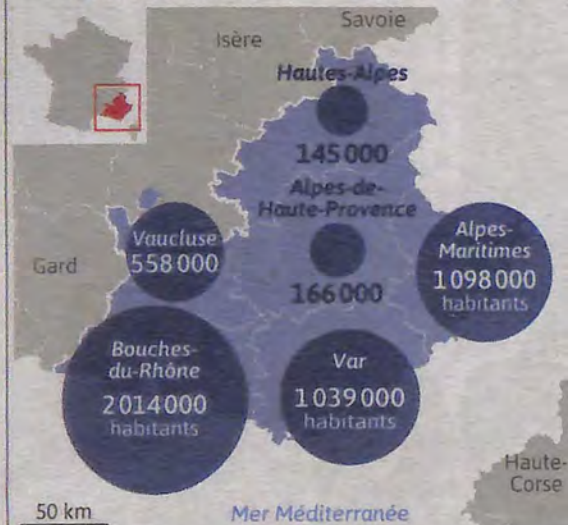 Savoie
Isère
Hautes-Alpes
145 000
Alpes-de-
Haute-Provence
166 000
Vaucluse
558 000
Gard
Alpes-
Maritimes
1 098 000
habitants
Bouches-
du-Rhône
2 014 000
habitants
Var
1 039 000
habitants
Haute-
Corse
50 km
Mer Méditerranée